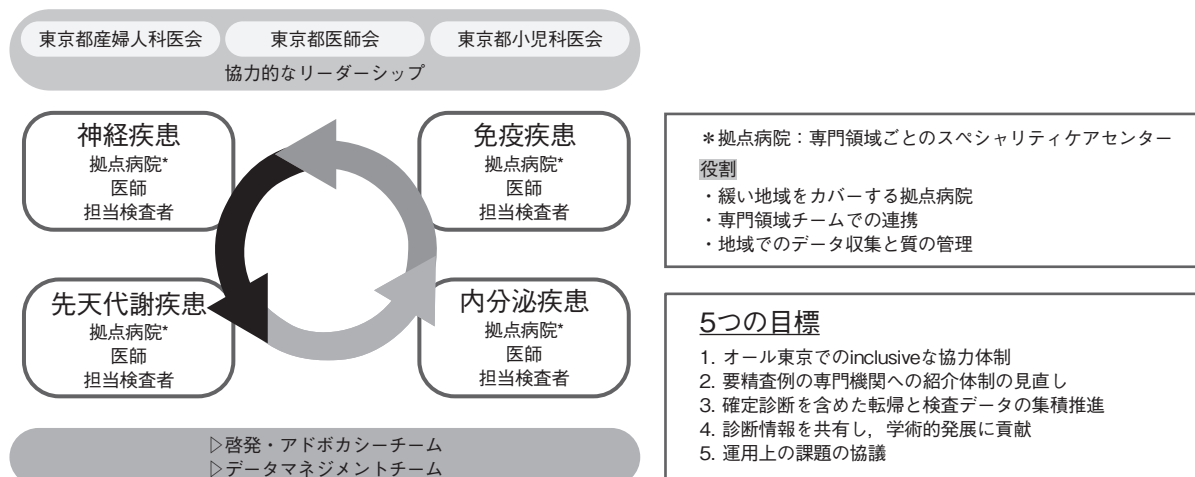 東京都産婦人科医会
東京都医師会
東京都小児科医会
協力的なリーダーシップ
神経疾患
拠点病院*
医師
担当検査者
免疫疾患
拠点病院*
医師
担当検査者
先天代謝疾患
拠点病院*
医師
担当検査者
内分泌疾患
拠点病院*
医師
担当検査者
▷啓発・アドボカシーチーム
▷データマネジメントチーム
＊拠点病院：専門領域ごとのスペシャリティケアセンター
役割
・緩い地域をカバーする拠点病院
・専門領域チームでの連携
・地域でのデータ収集と質の管理
5つの目標
1. オール東京でのinclusiveな協力体制
2. 要精査例の専門機関への紹介体制の見直し
3. 確定診断を含めた転帰と検査データの集積推進
4. 診断情報を共有し，学術的発展に貢献
5. 運用上の課題の協議